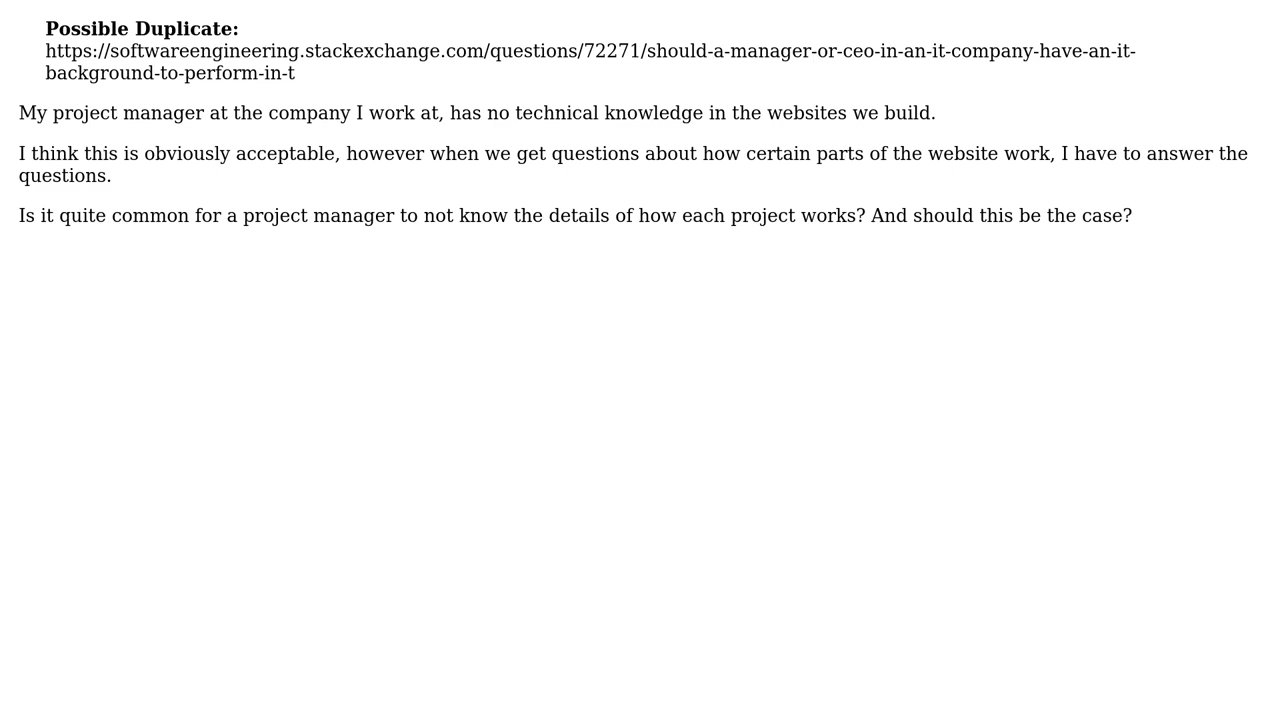 Possible Duplicate:
https://softwareengineering.stackexchange.com/questions/72271/should-a-manager-or-ceo-in-an-it-company-have-an-it-
background-to-perform-in-t
My project manager at the company I work at, has no technical knowledge in the websites we build.
I think this is obviously acceptable, however when we get questions about how certain parts of the website work, I have to answer the
questions.
Is it quite common for a project manager to not know the details of how each project works? And should this be the case?